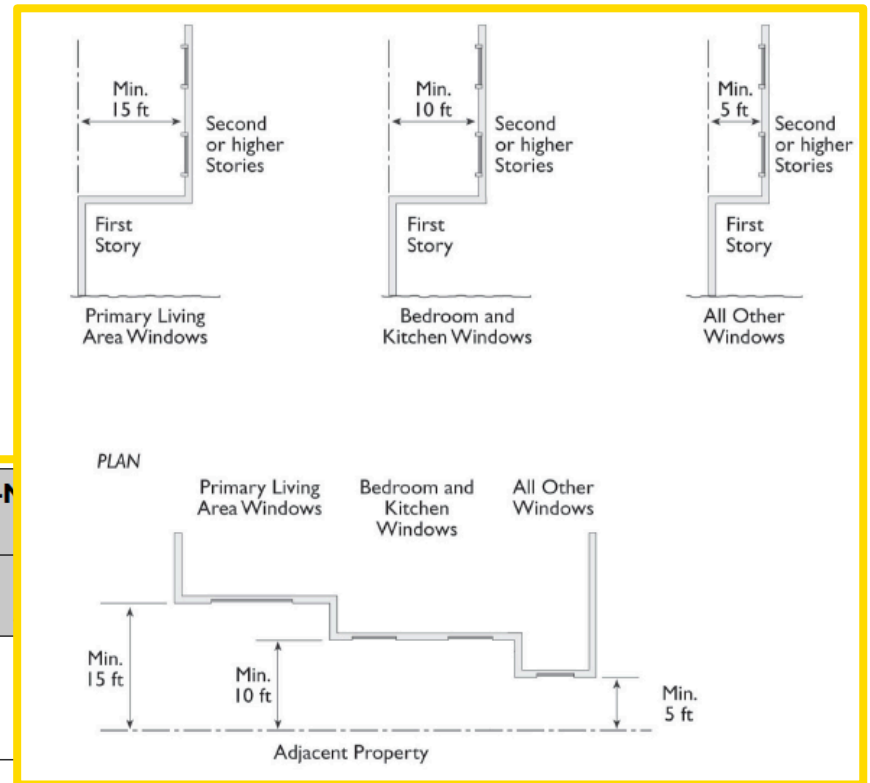 Min.
15 ft
Second
or higher
Stories
First
Story
Primary Living
Area Windows
Min.
10 ft
Second
or higher
Stories
First
Story
Bedroom and
Kitchen Windows
Min.
5 ft
Second
or higher
Stories
First
Story
All Other
Windows
PLAN
Primary Living
Area Windows
Bedroom and
Kitchen
Windows
All Other
Windows
Min.
15 ft
Min.
10 ft
Min.
5 ft
Adjacent Property